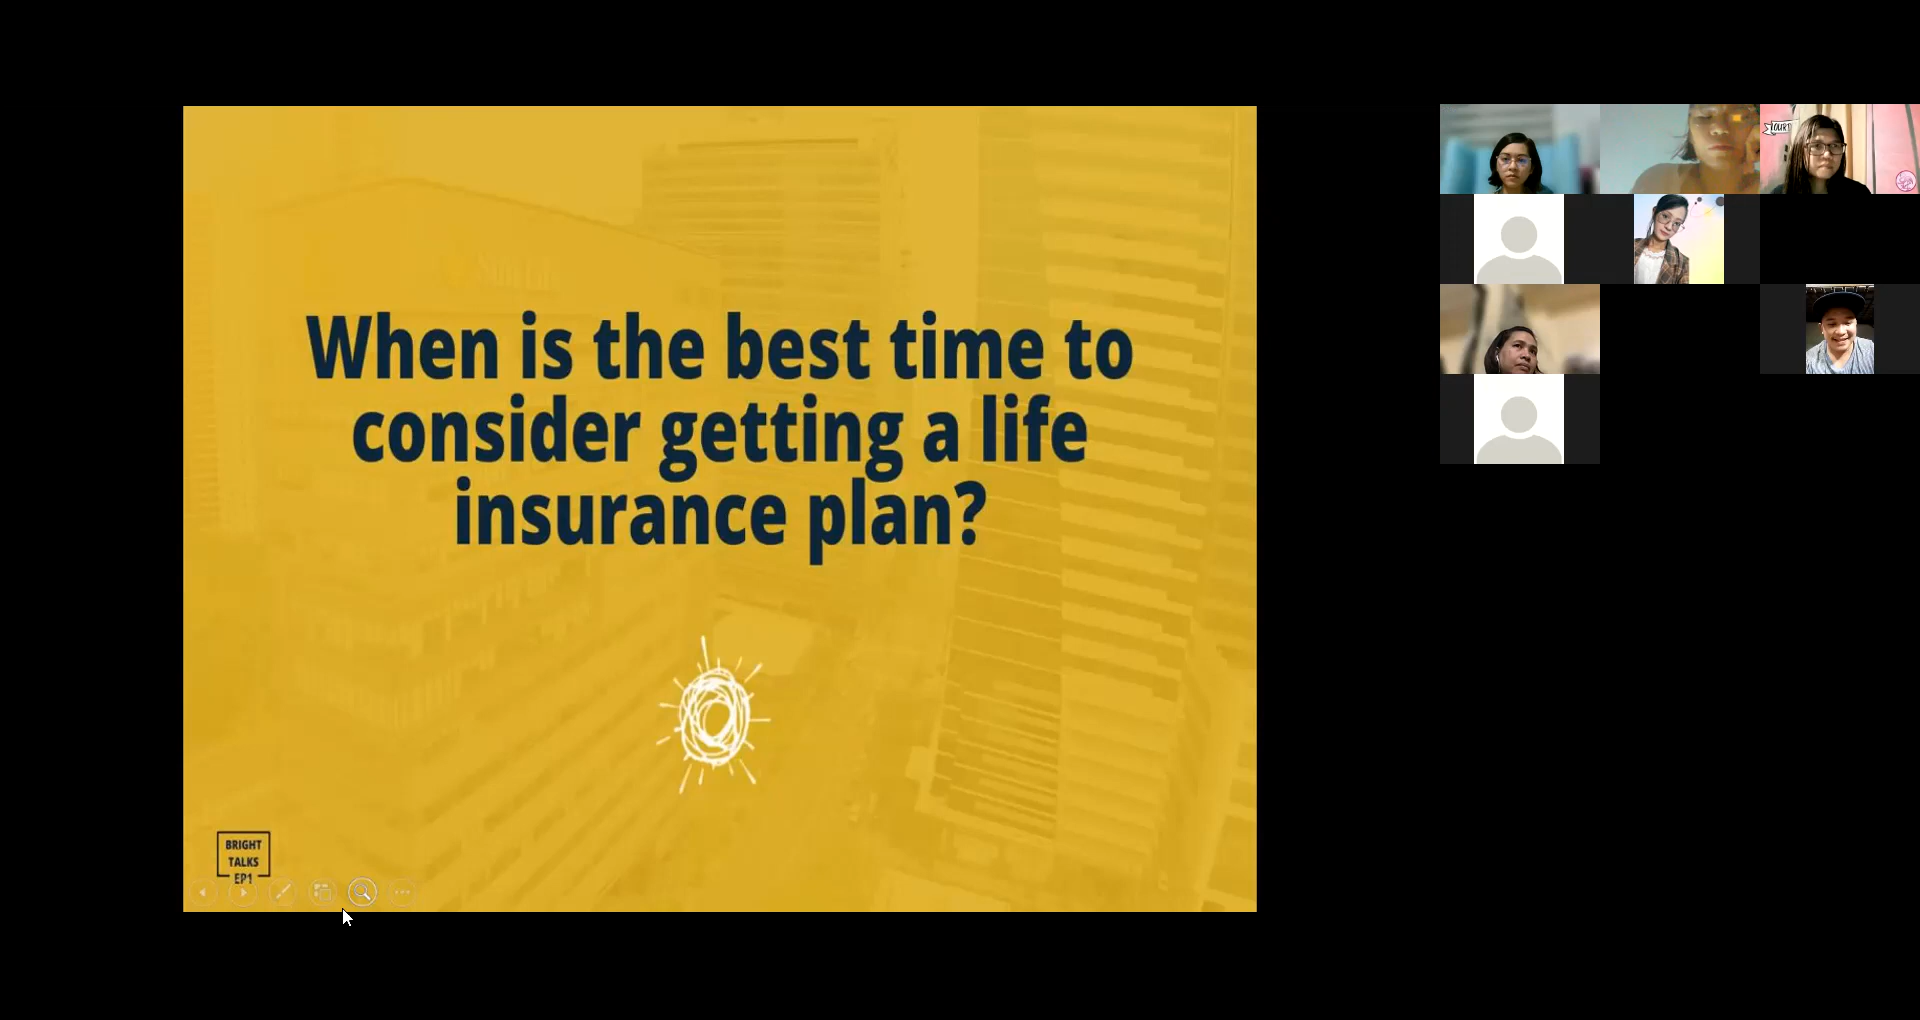 When is the best time to
consider getting a life
insurance plan?
BRIGHT
TALKS
EP1